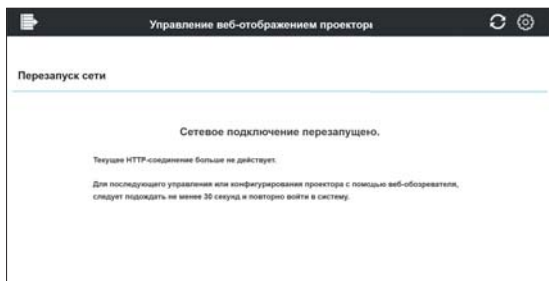 Управление веб-отображением проектори
Перезапуск сети
Сетевое подключение перезапущено.
Текущее HTTP-соединение больше не действует.
Для последующего управления или конфигурирования проектора с помощью веб-обозревателя,
следует подождать не менее 30 секунд и повторно войти в систему.